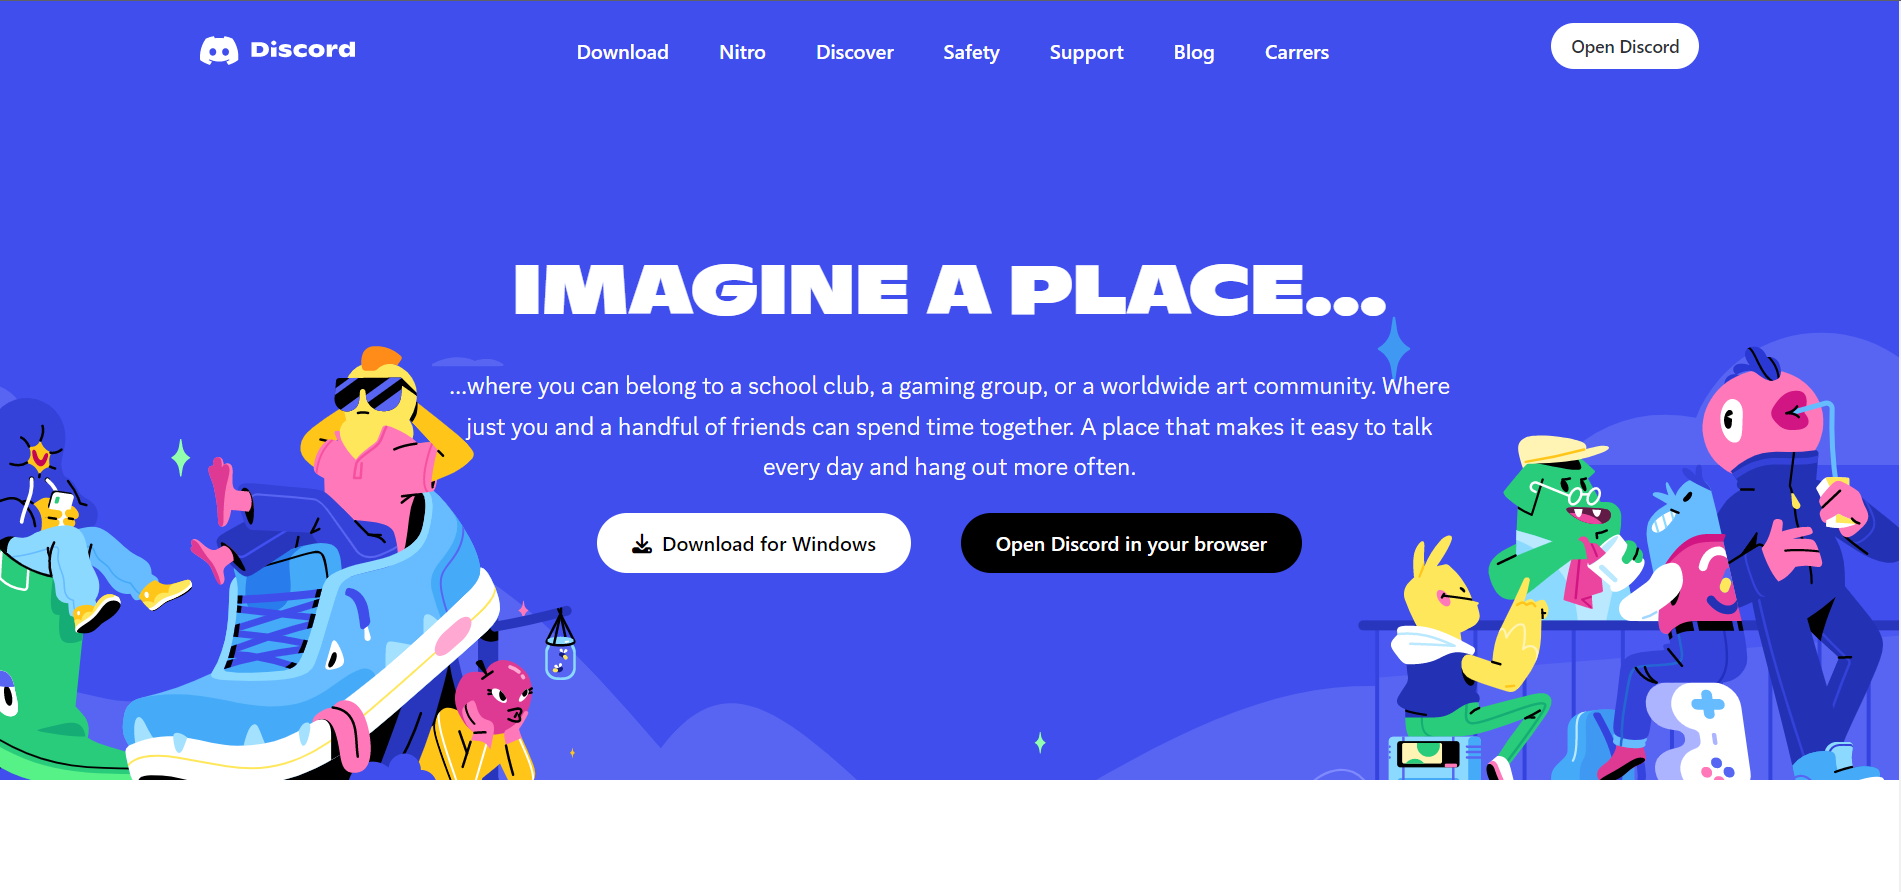 Discord
Download Nitro Discover Safety Support Blog Carrers
Open Discord
IMAGINE A PLACE...
...where you can belong to a school club, a gaming group, or a worldwide art community. Where
just you and a handful of friends can spend time together. A place that makes it easy to talk
every day and hang out more often.
Download for Windows
Open Discord in your browser